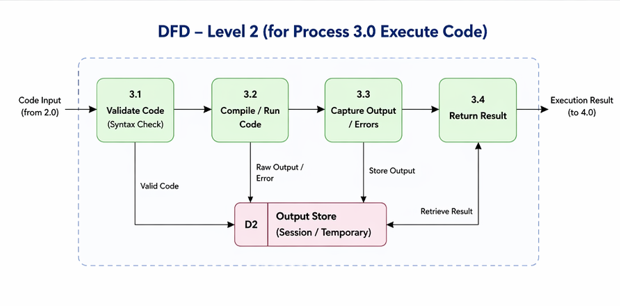 DFD – Level 2 (for Process 3.0 Execute Code)
Code Input
(from 2.0)
3.1
Validate Code
(Syntax Check)
3.2
Compile / Run
Code
3.3
Capture Output
/ Errors
3.4
Return Result
Execution Result
(to 4.0)
Valid Code
Raw Output /
Error
Store Output
Retrieve Result
D2
Output Store
(Session / Temporary)